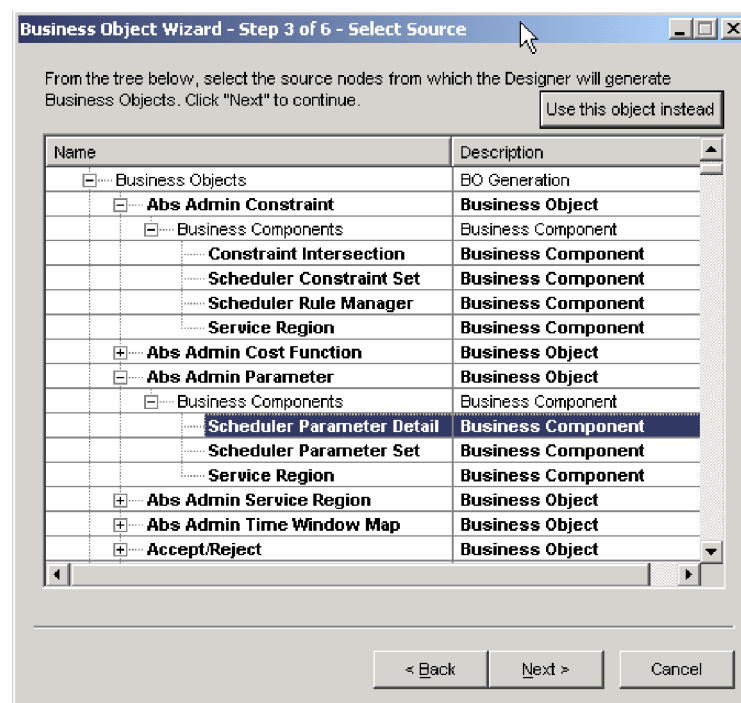 Business Object Wizard - Step 3 of 6 - Select Source
From the tree below, select the source nodes from which the Designer will generate
Business Objects. Click "Next" to continue.
Use this object instead
Name Description
Business Objects BO Generation
Abs Admin Constraint Business Object
Business Components Business Component
Constraint Intersection Business Component
Scheduler Constraint Set Business Component
Scheduler Rule Manager Business Component
Service Region Business Component
Abs Admin Cost Function Business Object
Abs Admin Parameter Business Object
Business Components Business Component
Scheduler Parameter Detail Business Component
Scheduler Parameter Set Business Component
Service Region Business Component
Abs Admin Service Region Business Object
Abs Admin Time Window Map Business Object
Accept/Reject Business Object
< Back Next > Cancel